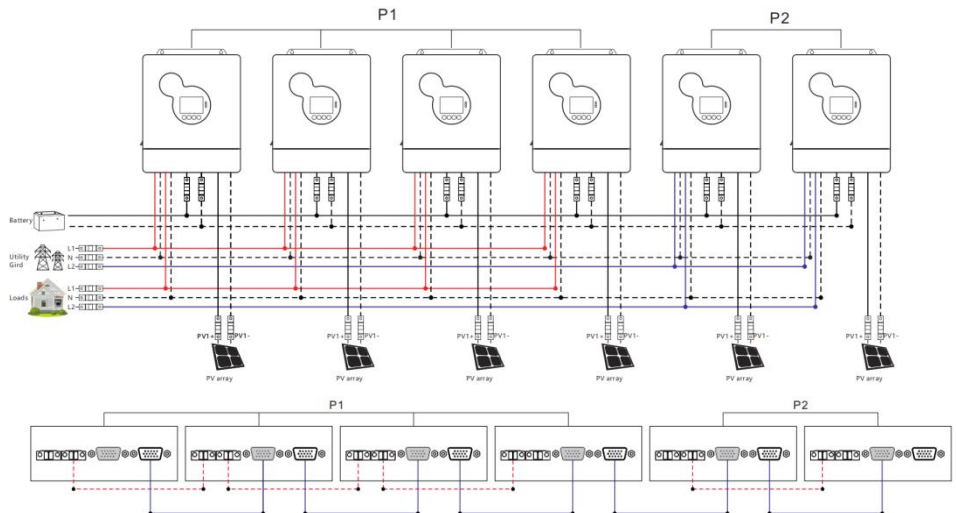 P1 P2
Battery
Utility Gird
L1
N
L2
Loads
L1
N
L2
PV1+ PV1- PV1+ PV1- PV1+ PV1- PV1+ PV1- PV1+ PV1- PV1+ PV1-
PV array PV array PV array PV array PV array PV array
P1 P2